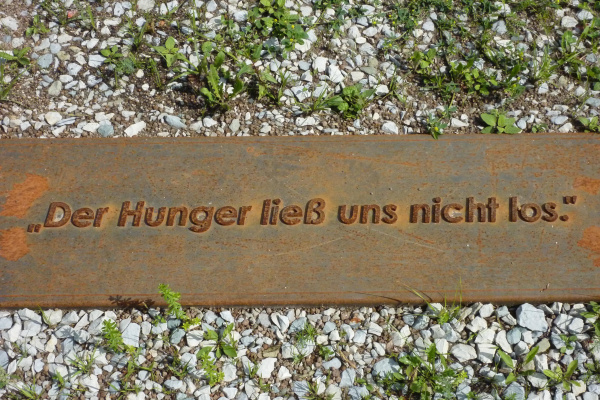 „Der Hunger ließ uns nicht los."